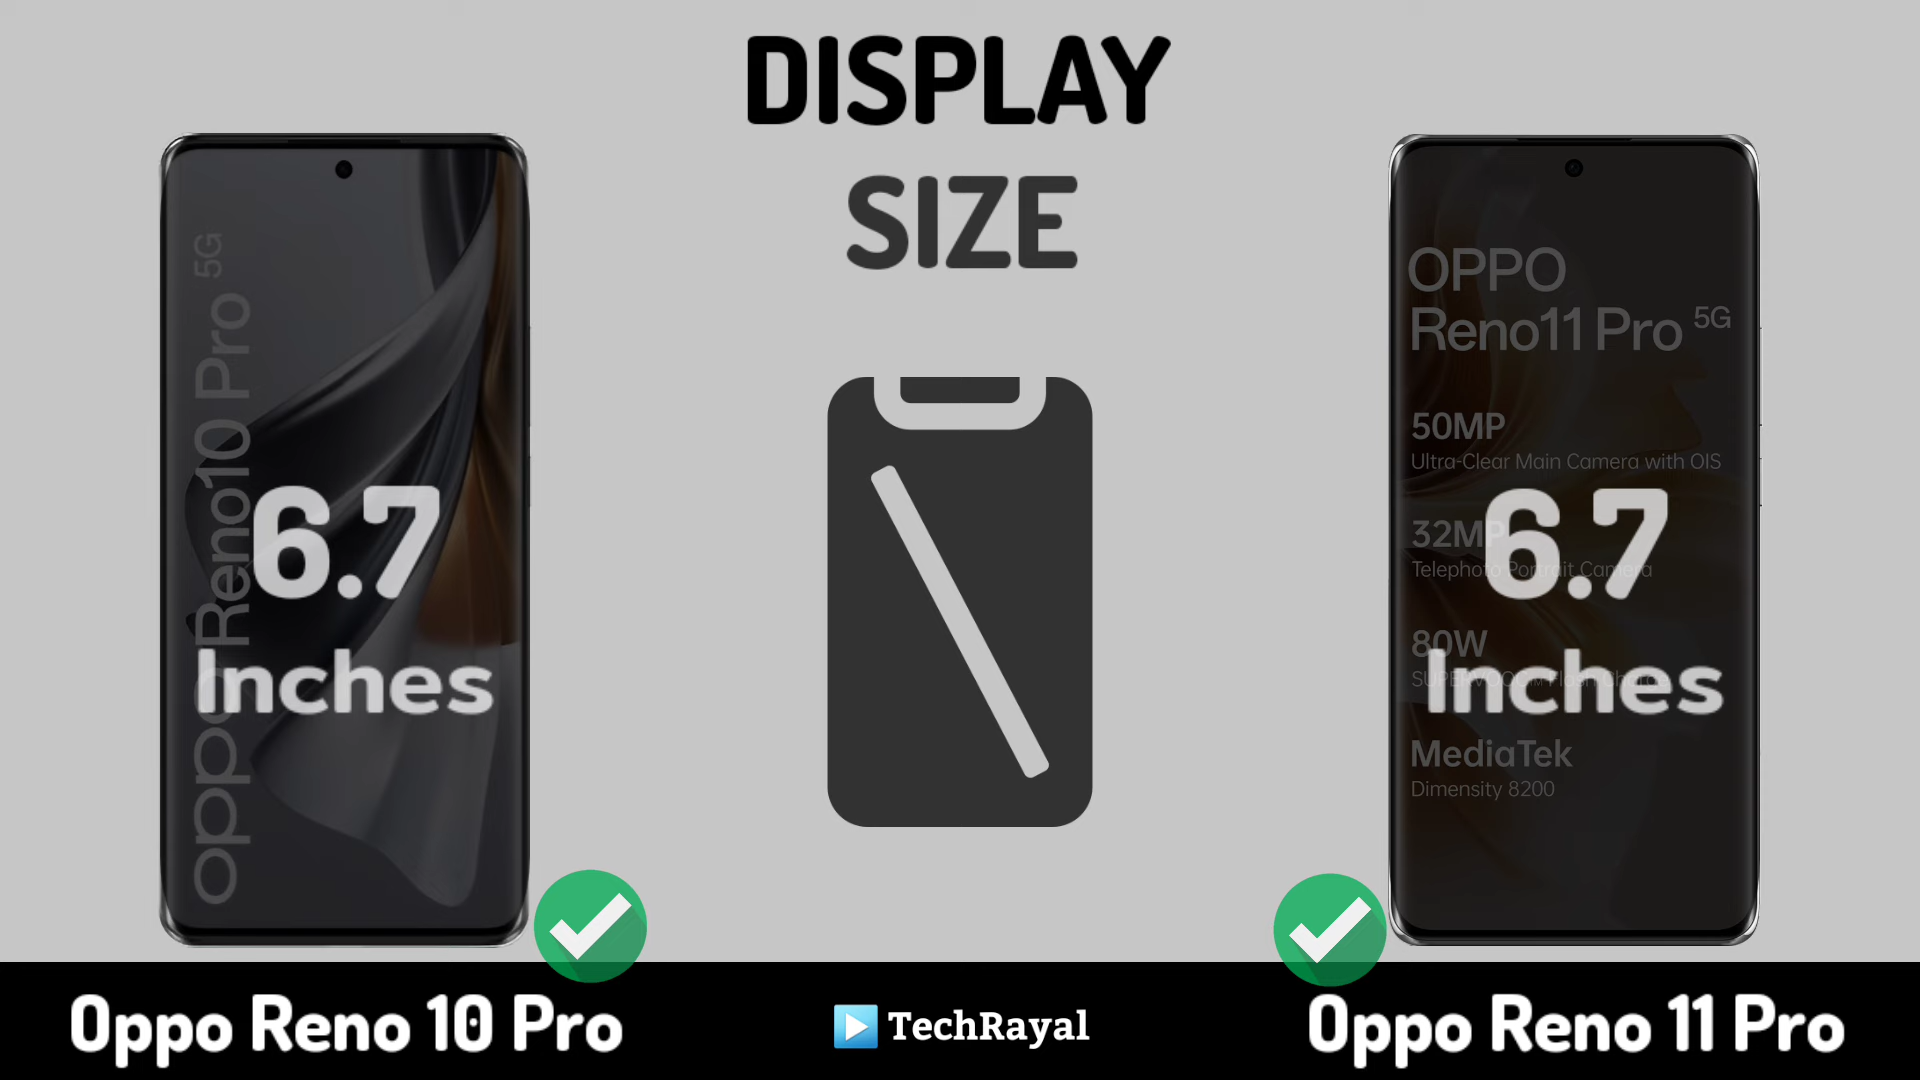 DISPLAY
SIZE
oppo Reno10 Pro 5G
6.7
Inches
OPPO
Reno11 Pro 5G
50MP
Ultra-Clear Main Camera with OIS
32MP
Telephoto Portrait Camera
80W
6.7
Inches
MediaTek
Dimensity 8200
Oppo Reno 10 Pro
TechRayal
Oppo Reno 11 Pro